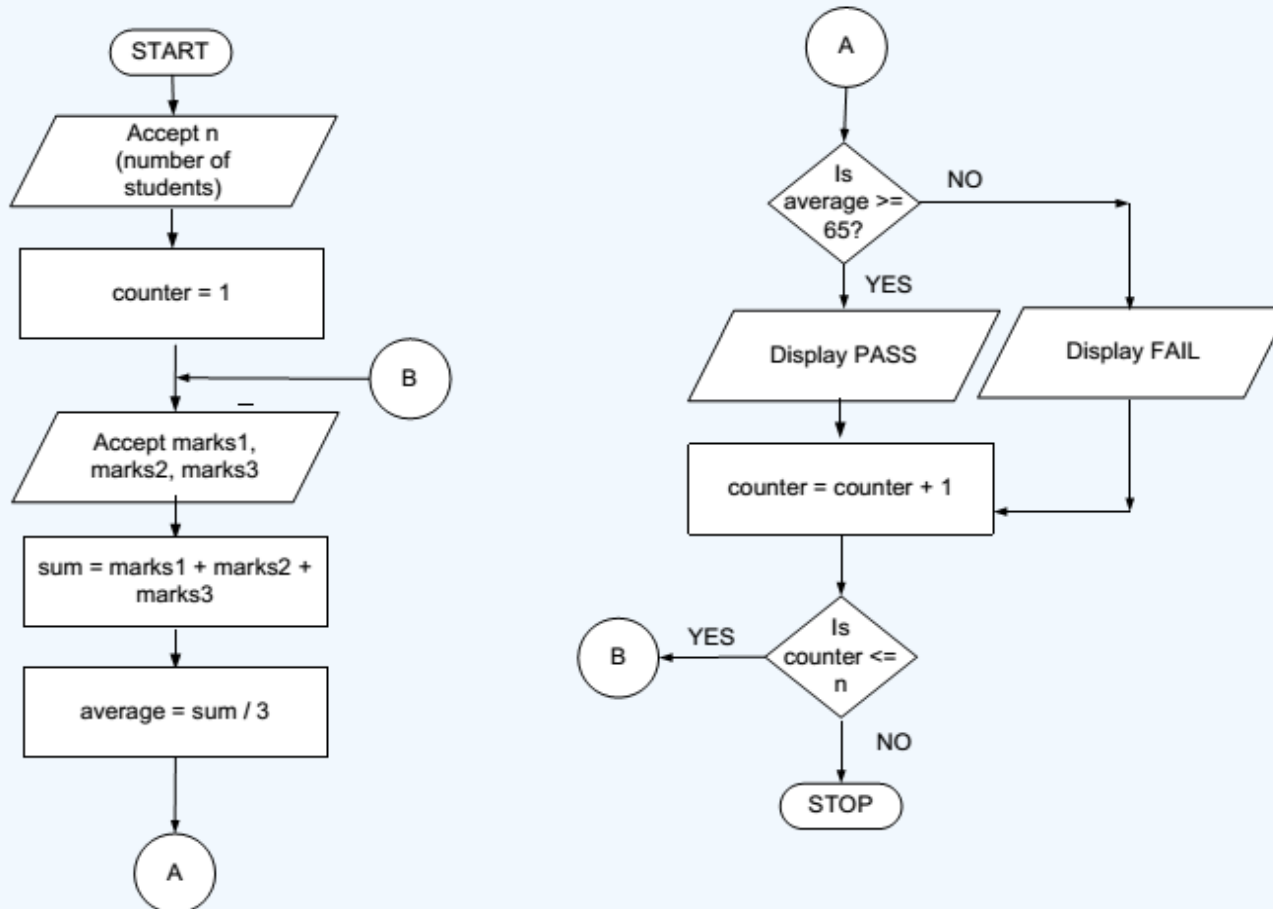 START
Accept n
(number of
students)
counter = 1
B
Accept marks1,
marks2, marks3
sum = marks1 + marks2 +
marks3
average = sum / 3
A
A
Is
average >=
65?
NO
YES
Display PASS
Display FAIL
counter = counter + 1
Is
counter <=
n
YES
B
NO
STOP